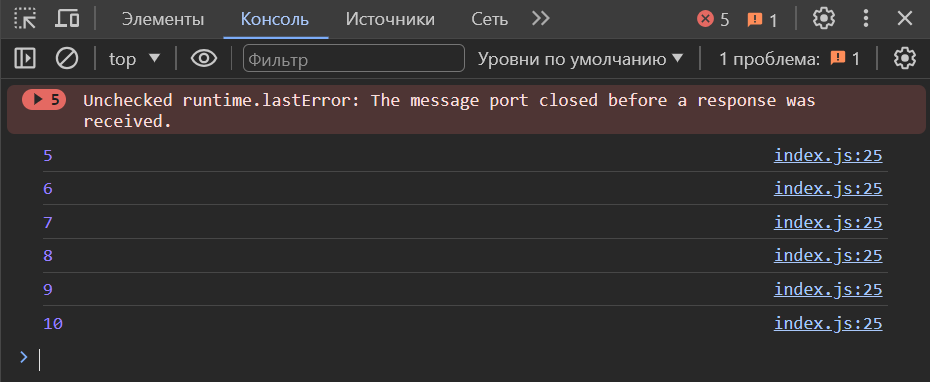 Элементы Консоль Источники Сеть 5 1
top Фильтр Уровни по умолчанию 1 проблема: 1
5 Unchecked runtime.lastError: The message port closed before a response was
received.
5 index.js:25
6 index.js:25
7 index.js:25
8 index.js:25
9 index.js:25
10 index.js:25